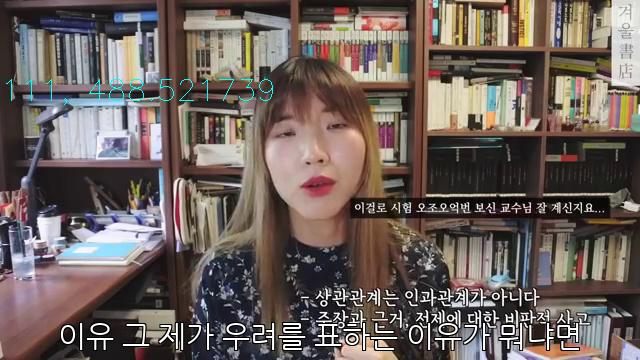 겨울書店
111, 488.521739
이걸로 시험 오조오억번 보신 교수님 잘 계신지요...
- 상관관계는 인과관계가 아니다
- 주장과 근거, 전제에 대한 비판적 사고
이유 그 제가 우려를 표하는 이유가 뭐냐면